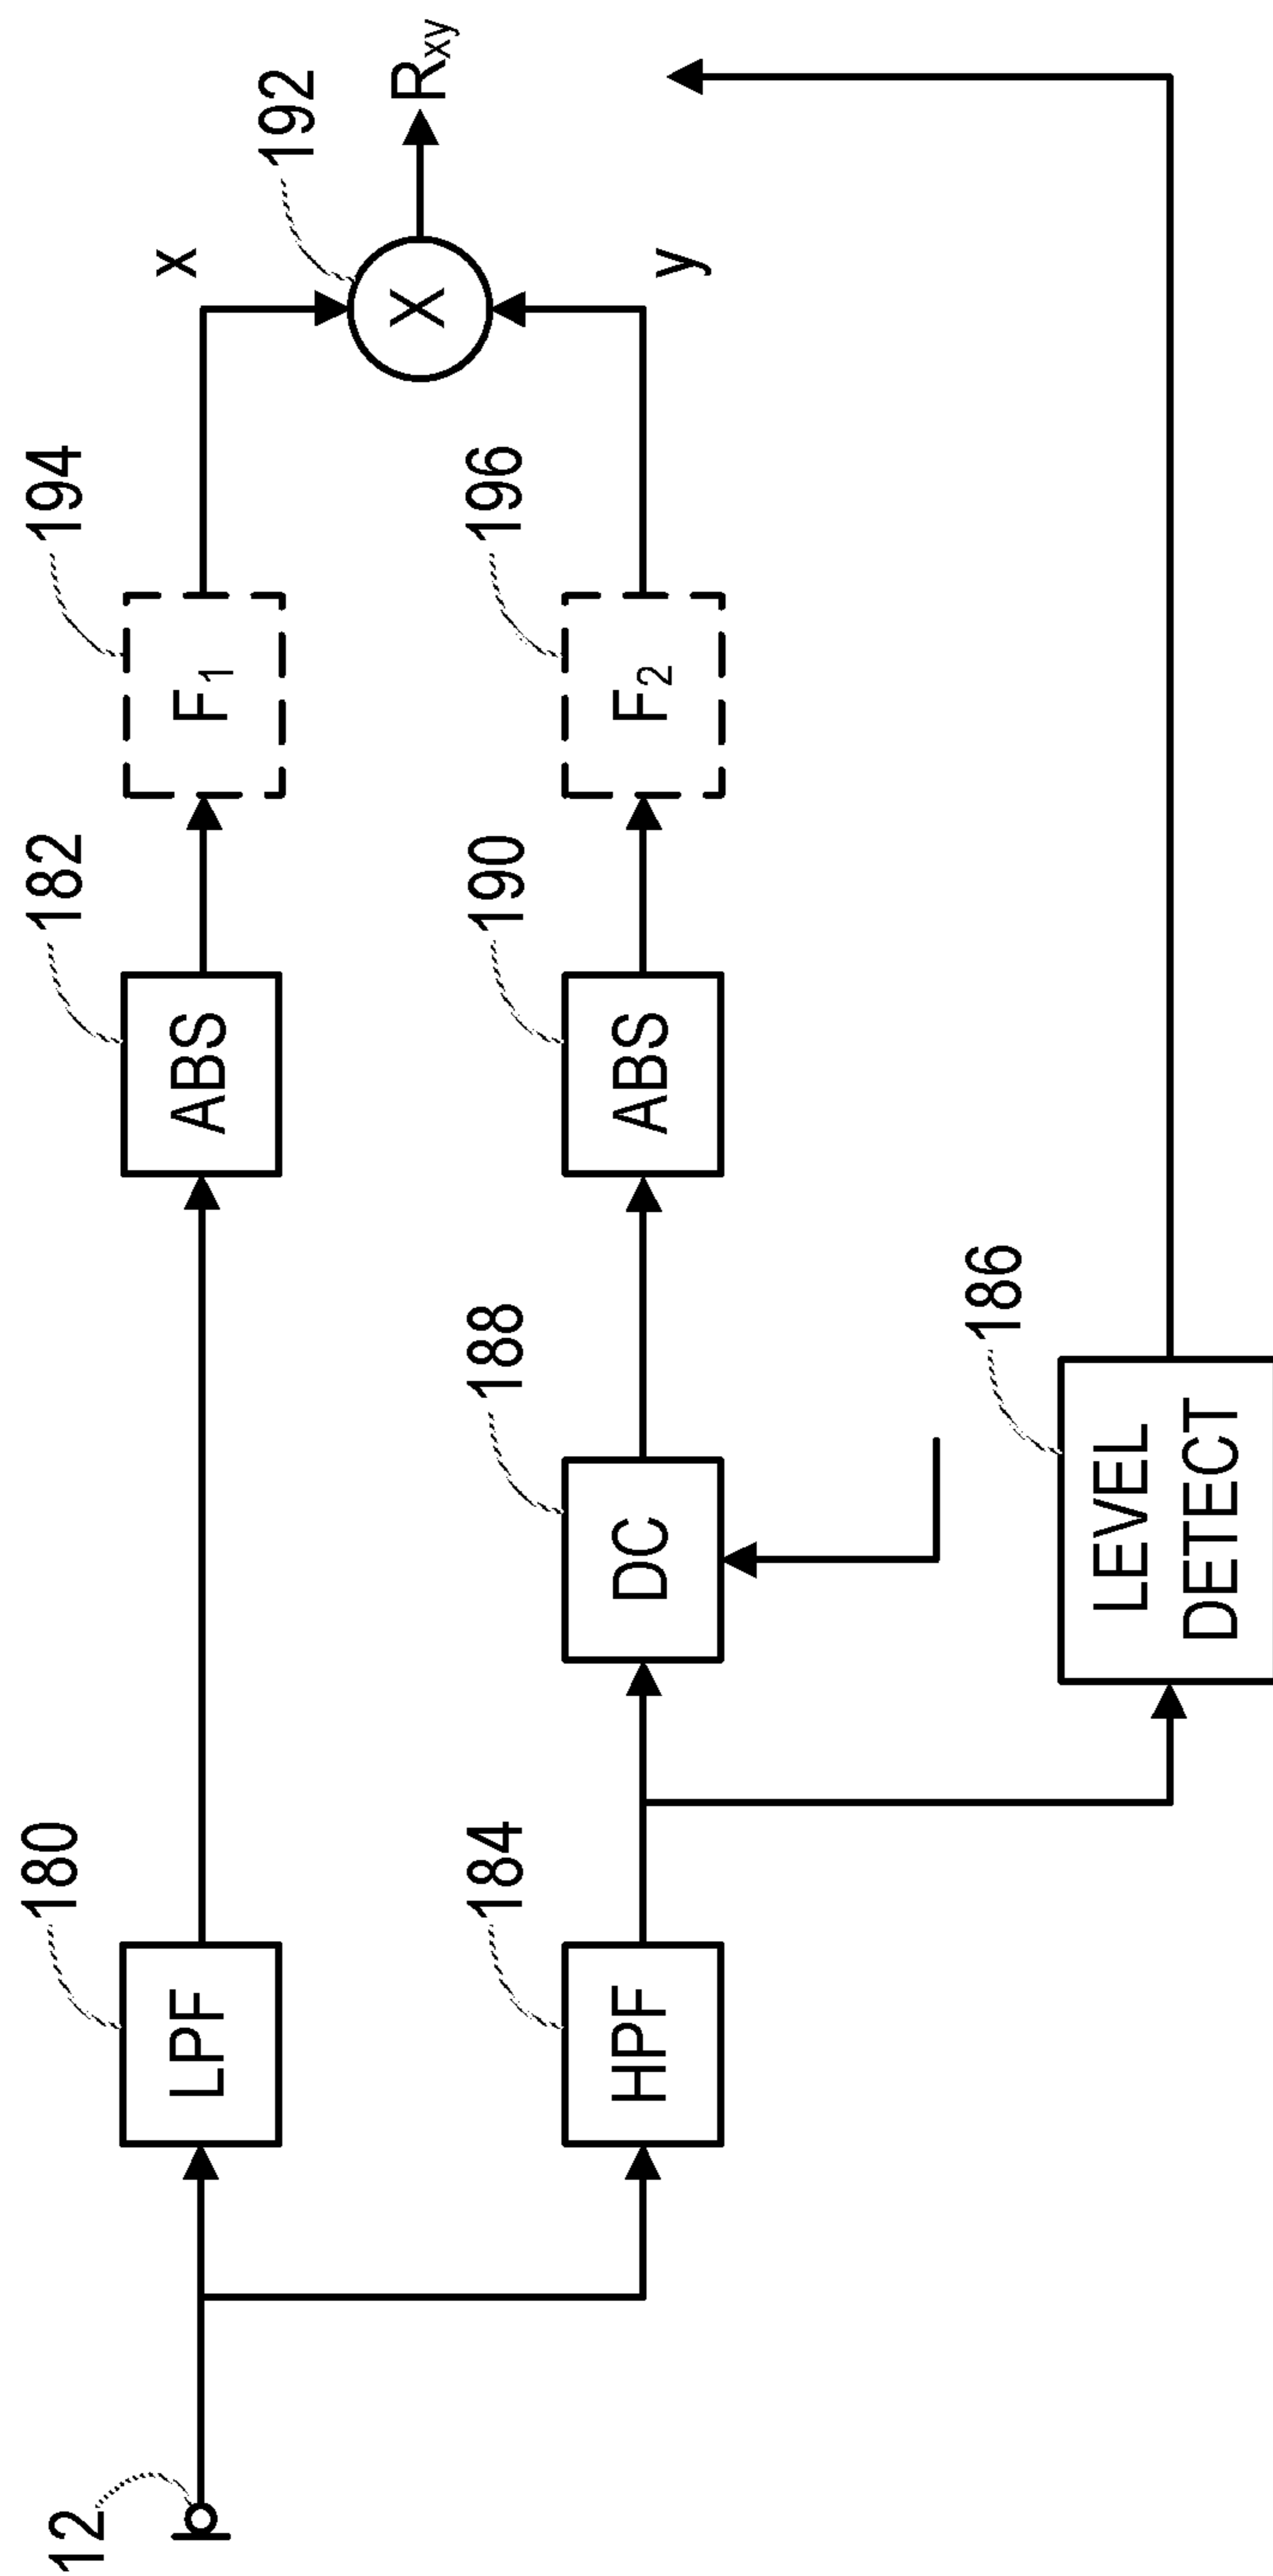 12
180
LPF
182
ABS
194
F1
x
192
X
Rxy
184
HPF
188
DC
190
ABS
196
F2
y
186
LEVEL
DETECT